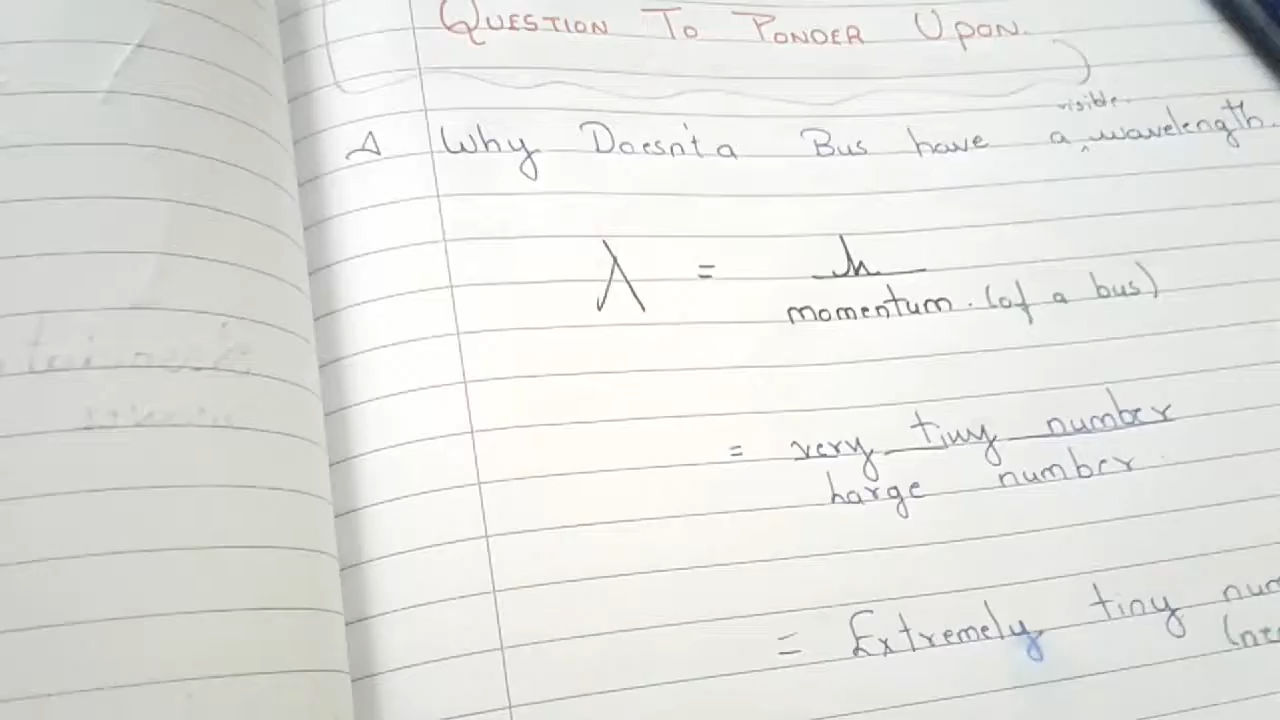 QUESTION TO PONDER UPON.
Why Doesn't a Bus have a visible wavelength.
λ = h
momentum. (of a bus)
= very tiny number
large number.
= Extremely tiny